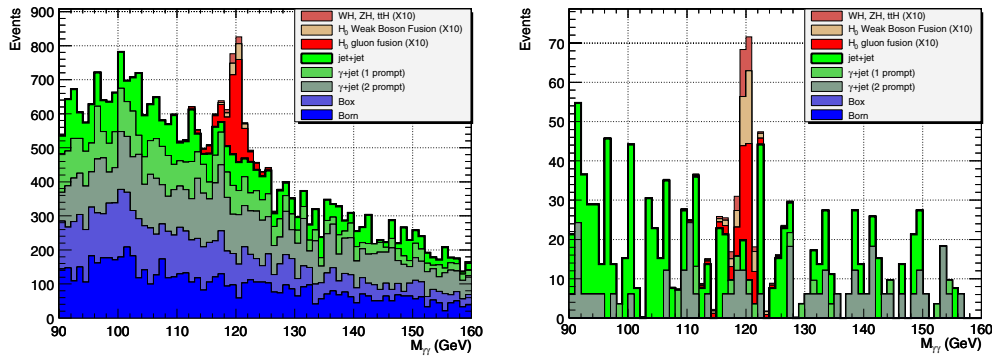 Events
900
800
700
600
500
400
300
200
100
0
90 100 110 120 130 140 150 160
M_γγ (GeV)
WH, ZH, ttH (X10)
H₀ Weak Boson Fusion (X10)
H₀ gluon fusion (X10)
jet+jet
γ+jet (1 prompt)
γ+jet (2 prompt)
Box
Born
Events
70
60
50
40
30
20
10
0
90 100 110 120 130 140 150 160
M_γγ (GeV)
WH, ZH, ttH (X10)
H₀ Weak Boson Fusion (X10)
H₀ gluon fusion (X10)
jet+jet
γ+jet (1 prompt)
γ+jet (2 prompt)
Box
Born